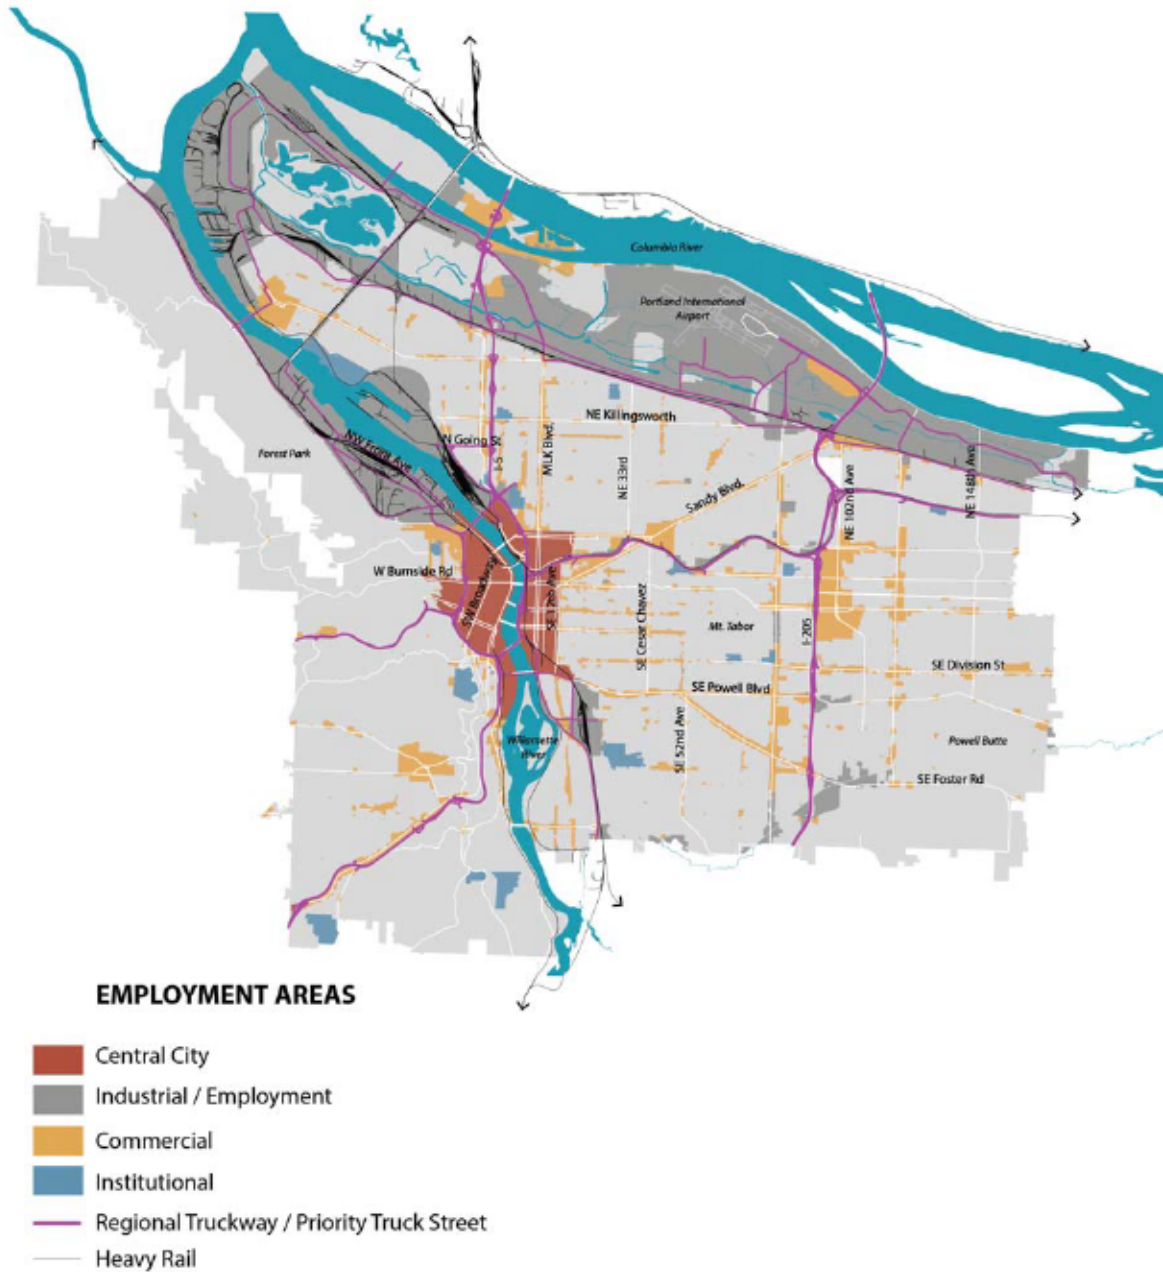 Columbia River
Portland International
Airport
NE Killingsworth
N Going St
NW Front Ave
I-5
MLK Blvd.
NE 33rd
Sandy Blvd.
NE 102nd Ave
NE 148th Ave
Forest Park
W Burnside Rd
SW Broadway
SE 12th Ave
SE Cesar Chavez
Mt. Tabor
I-205
SE Division St
SE Powell Blvd
SE 52nd Ave
Willamette
River
Powell Butte
SE Foster Rd
EMPLOYMENT AREAS
Central City
Industrial / Employment
Commercial
Institutional
Regional Truckway / Priority Truck Street
Heavy Rail